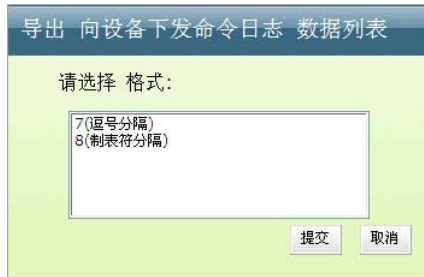 导出 向设备下发命令日志 数据列表
请选择 格式:
7(逗号分隔)
8(制表符分隔)
提交 取消